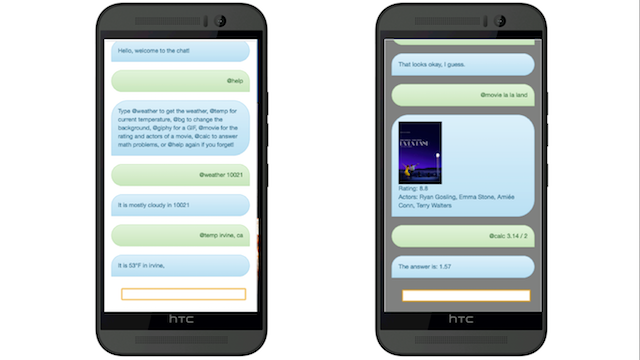 Hello, welcome to the chat!
@help
Type @weather to get the weather, @temp for
current temperature, @bg to change the
background, @giphy for a GIF, @movie for the
rating and actors of a movie, @calc to answer
math problems, or @help again if you forget!
@weather 10021
It is mostly cloudy in 10021
@temp irvine, ca
It is 53°F in irvine,
hTC
That looks okay, I guess.
@movie la la land
Rating: 8.8
Actors: Ryan Gosling, Emma Stone, Amiée
Conn, Terry Walters
@calc 3.14 / 2
The answer is: 1.57
hTC